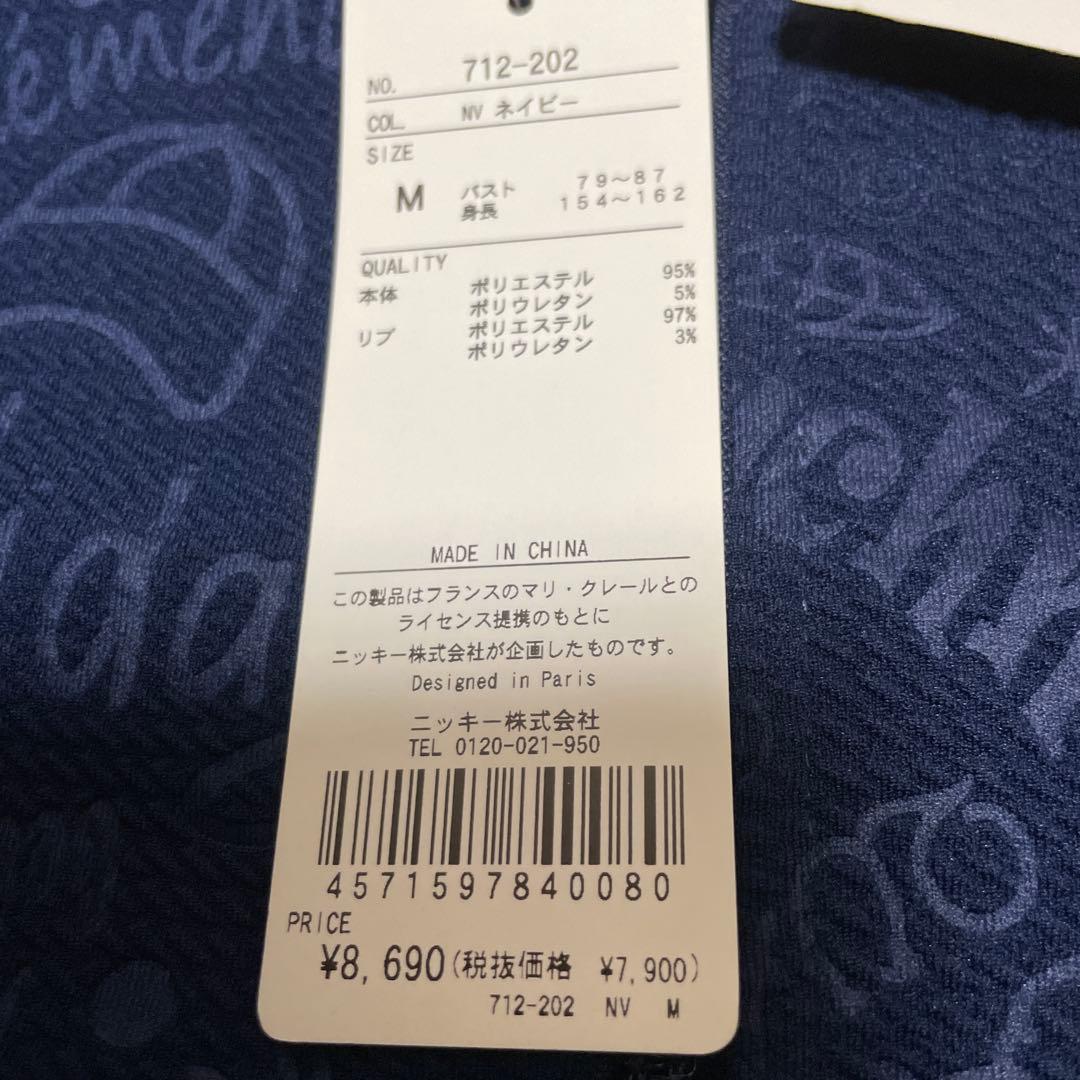 NO. 712-202
COL. NV ネイビー
SIZE
M バスト 79〜87
身長 154〜162
QUALITY
本体 ポリエステル 95%
ポリウレタン 5%
リブ ポリエステル 97%
ポリウレタン 3%
MADE IN CHINA
この製品はフランスのマリ・クレールとの
ライセンス提携のもとに
ニッキー株式会社が企画したものです。
Designed in Paris
ニッキー株式会社
TEL 0120-021-950
4571597840080
PRICE
¥8,690(税抜価格 ¥7,900)
712-202 NV M